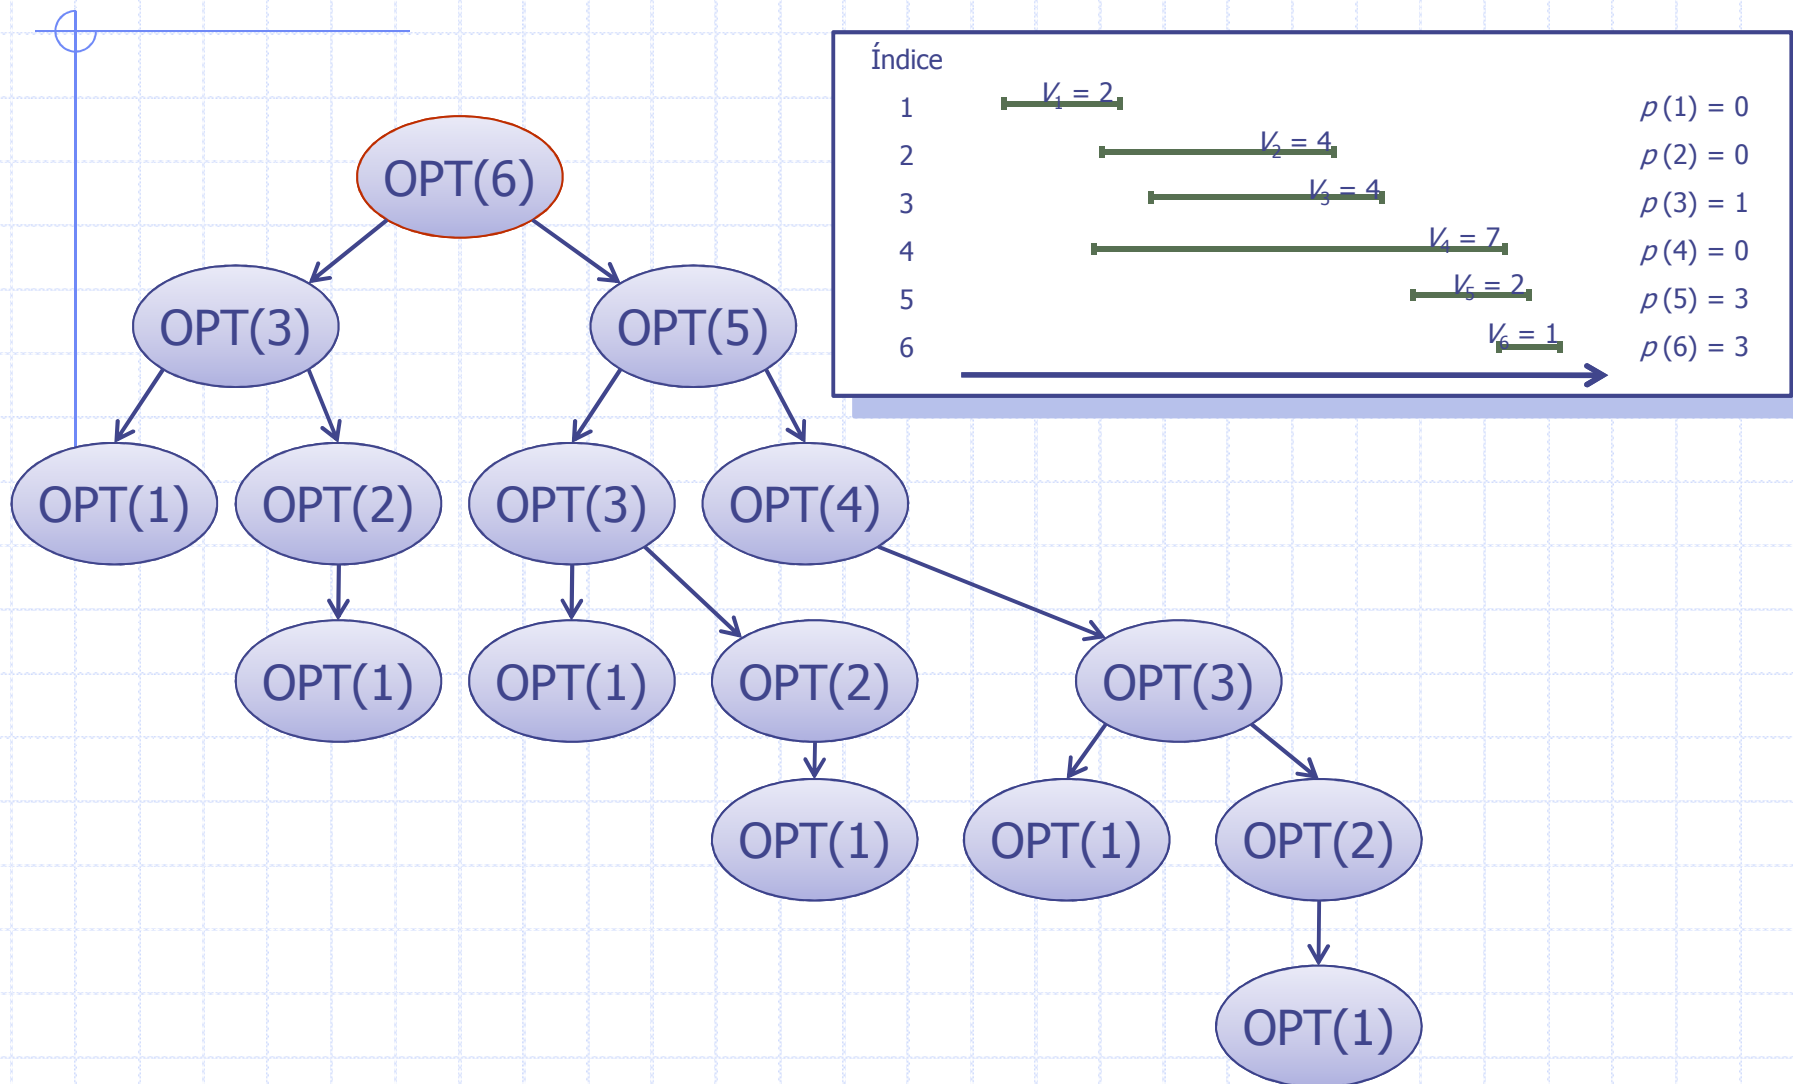 Índice
1 V1 = 2 p (1) = 0
2 V2 = 4 p (2) = 0
3 V3 = 4 p (3) = 1
4 V4 = 7 p (4) = 0
5 V5 = 2 p (5) = 3
6 V6 = 1 p (6) = 3
OPT(6)
OPT(3) OPT(5)
OPT(1) OPT(2) OPT(3) OPT(4)
OPT(1) OPT(1) OPT(2) OPT(3)
OPT(1) OPT(1) OPT(2)
OPT(1)